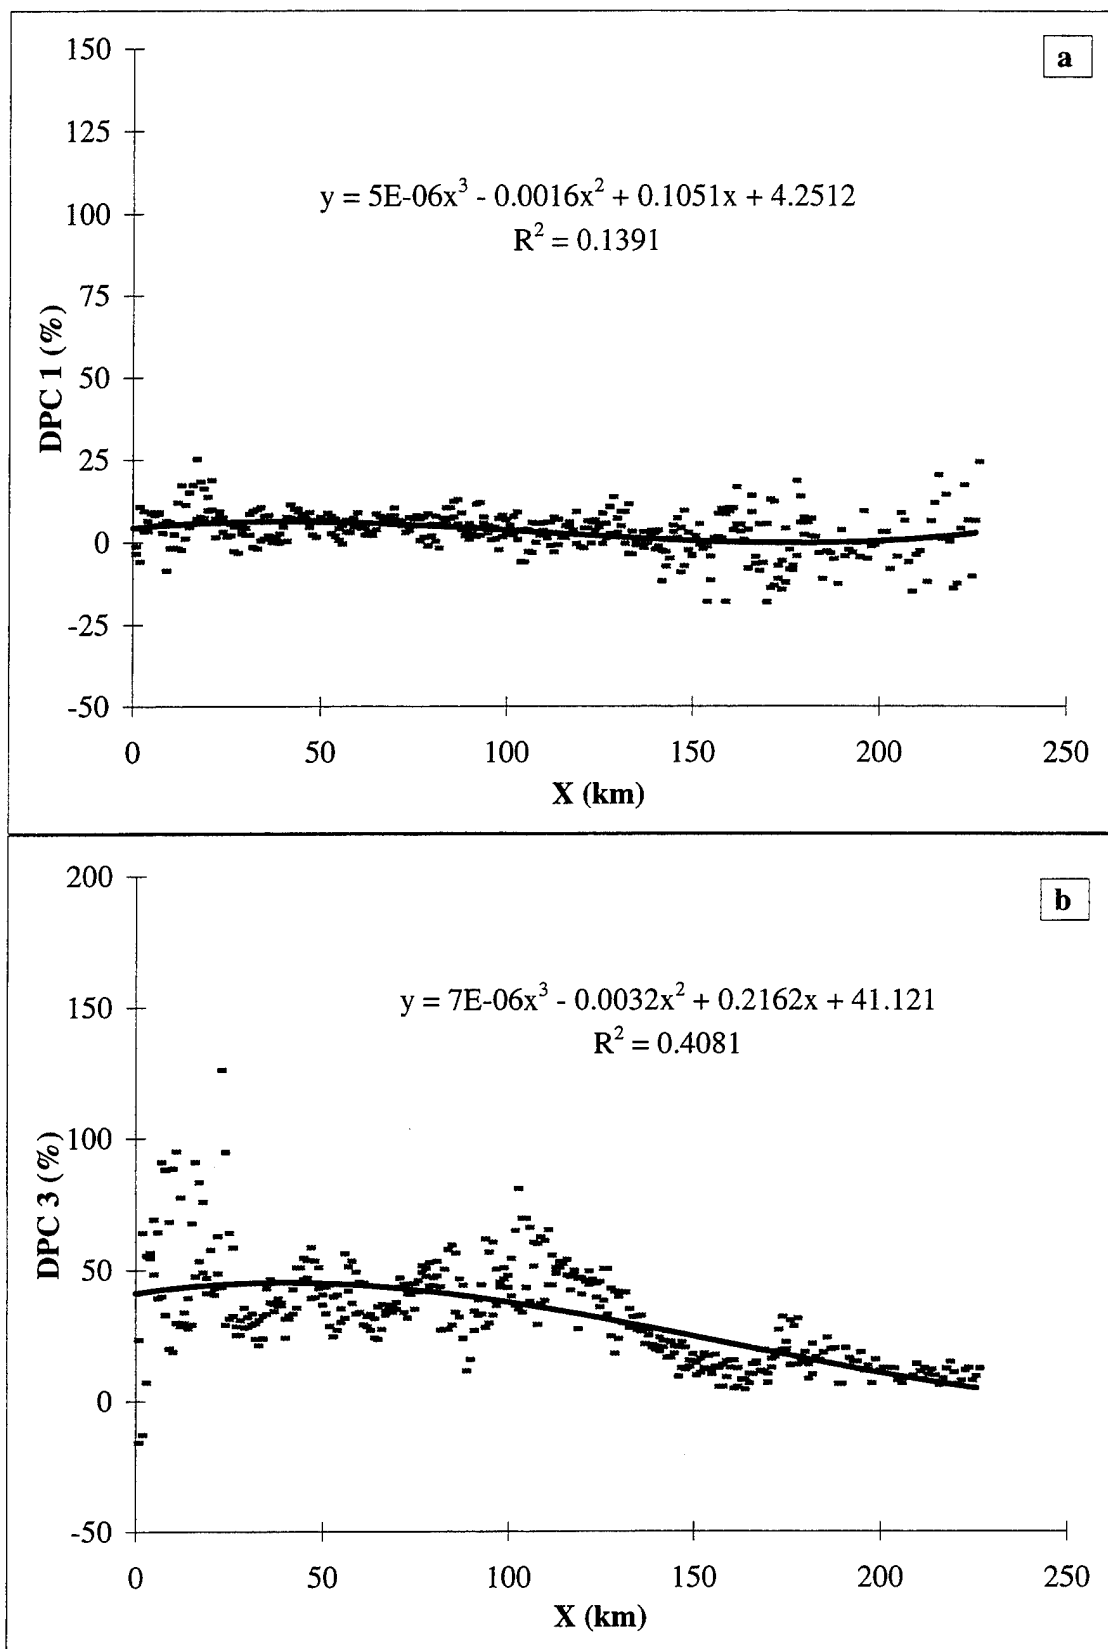 a
150
125
100
75
50
25
0
-25
-50
DPC 1 (%)
y = 5E-06x³ - 0.0016x² + 0.1051x + 4.2512
R² = 0.1391
0 50 100 150 200 250
X (km)
b
200
150
100
50
0
-50
DPC 3 (%)
y = 7E-06x³ - 0.0032x² + 0.2162x + 41.121
R² = 0.4081
0 50 100 150 200 250
X (km)